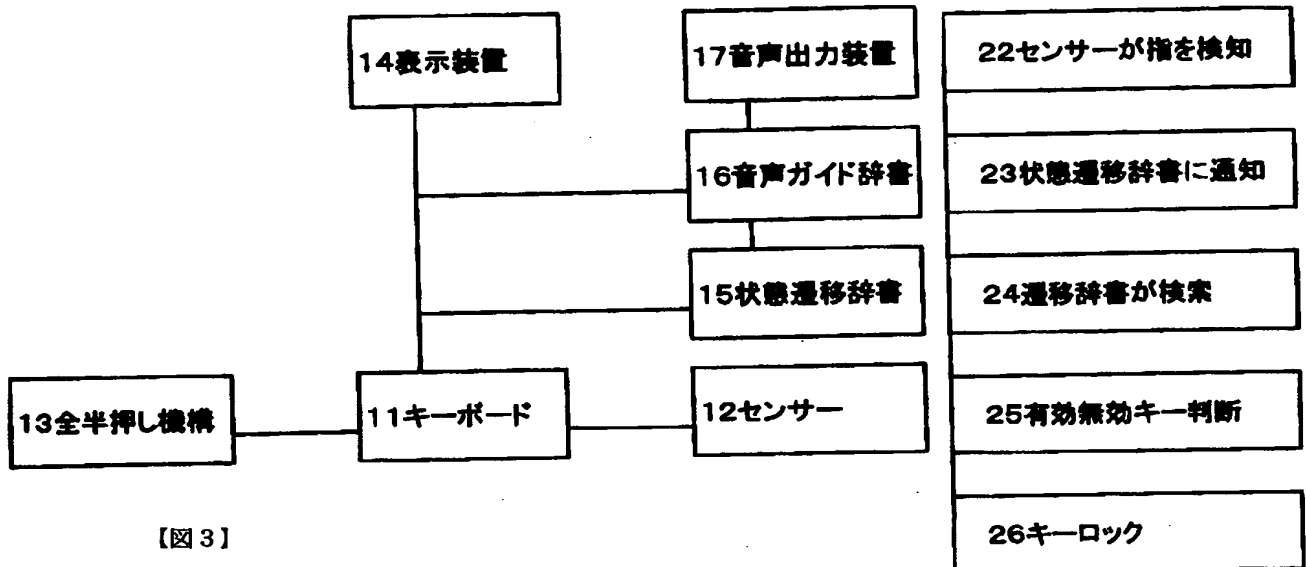 14表示装置
17音声出力装置
16音声ガイド辞書
15状態遷移辞書
13全半押し機構
11キーボード
12センサー
22センサーが指を検知
23状態遷移辞書に通知
24遷移辞書が検索
25有効無効キー判断
26キーロック
【図3】